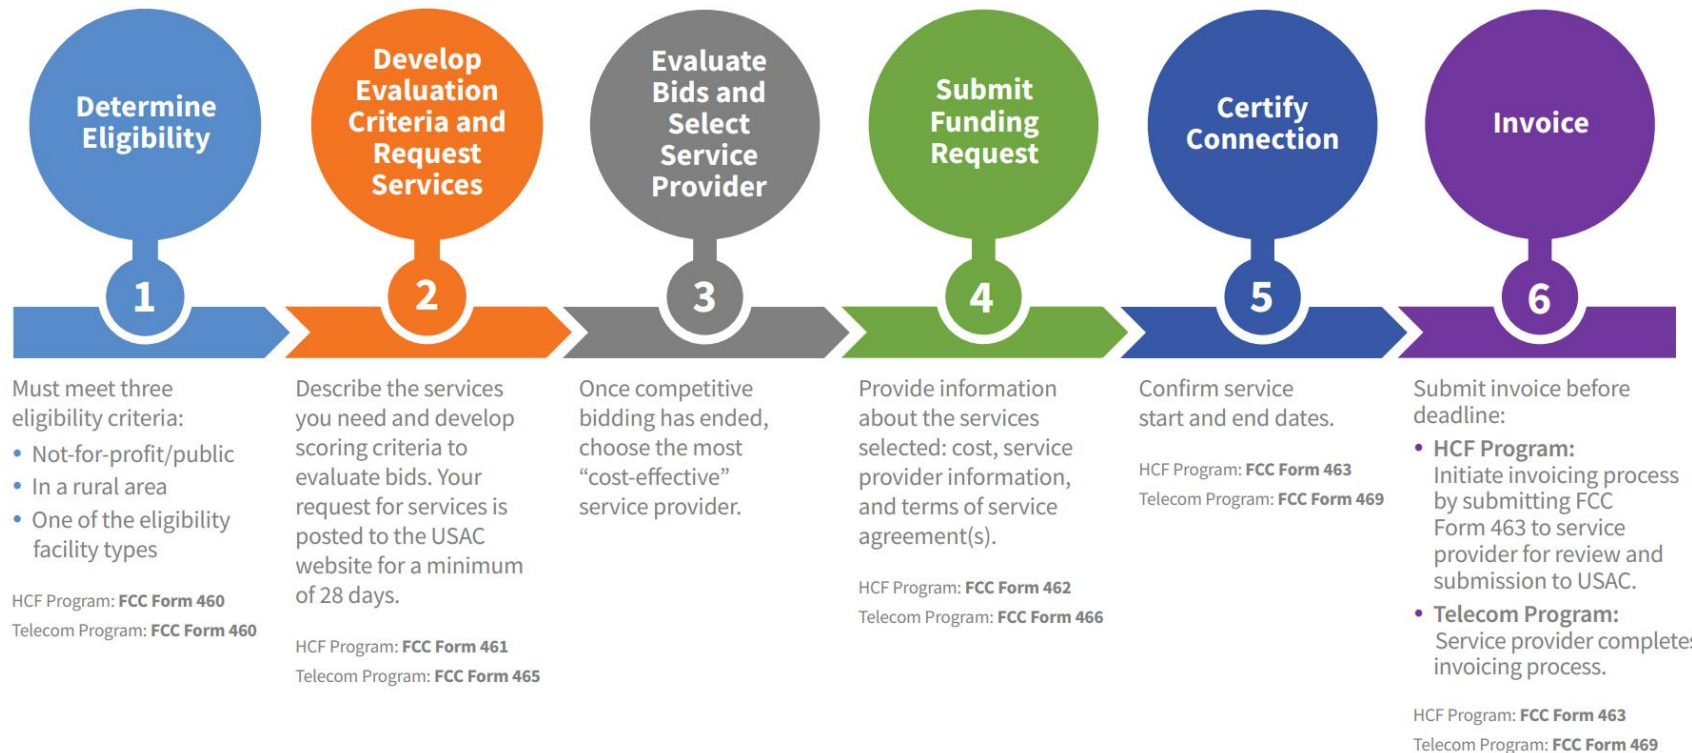 Determine
Eligibility
1
Must meet three
eligibility criteria:
• Not-for-profit/public
• In a rural area
• One of the eligibility
facility types
HCF Program: FCC Form 460
Telecom Program: FCC Form 460
Develop
Evaluation
Criteria and
Request
Services
2
Describe the services
you need and develop
scoring criteria to
evaluate bids. Your
request for services is
posted to the USAC
website for a minimum
of 28 days.
HCF Program: FCC Form 461
Telecom Program: FCC Form 465
Evaluate
Bids and
Select
Service
Provider
3
Once competitive
bidding has ended,
choose the most
“cost-effective”
service provider.
Submit
Funding
Request
4
Provide information
about the services
selected: cost, service
provider information,
and terms of service
agreement(s).
HCF Program: FCC Form 462
Telecom Program: FCC Form 466
Certify
Connection
5
Confirm service
start and end dates.
HCF Program: FCC Form 463
Telecom Program: FCC Form 469
Invoice
6
Submit invoice before
deadline:
• HCF Program:
Initiate invoicing process
by submitting FCC
Form 463 to service
provider for review and
submission to USAC.
• Telecom Program:
Service provider completes
invoicing process.
HCF Program: FCC Form 463
Telecom Program: FCC Form 469